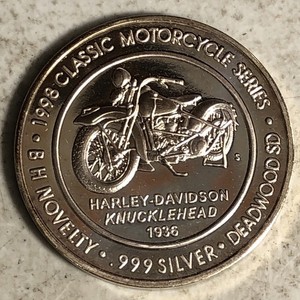 · 1998 CLASSIC MOTORCYCLE SERIES ·
S
HARLEY-DAVIDSON
KNUCKLEHEAD
1936
B H NOVELTY · .999 SILVER · DEADWOOD SD